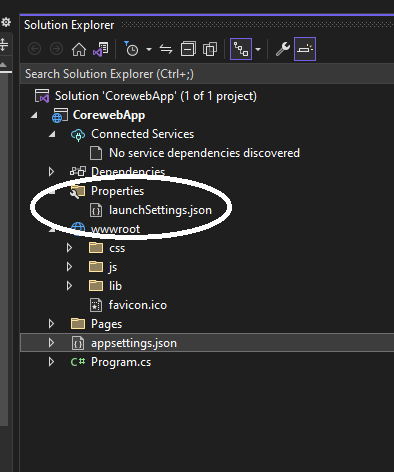 Solution Explorer
Search Solution Explorer (Ctrl+;)
Solution 'CorewebApp' (1 of 1 project)
CorewebApp
Connected Services
No service dependencies discovered
Dependencies
Properties
launchSettings.json
wwwroot
css
js
lib
favicon.ico
Pages
appsettings.json
C# Program.cs